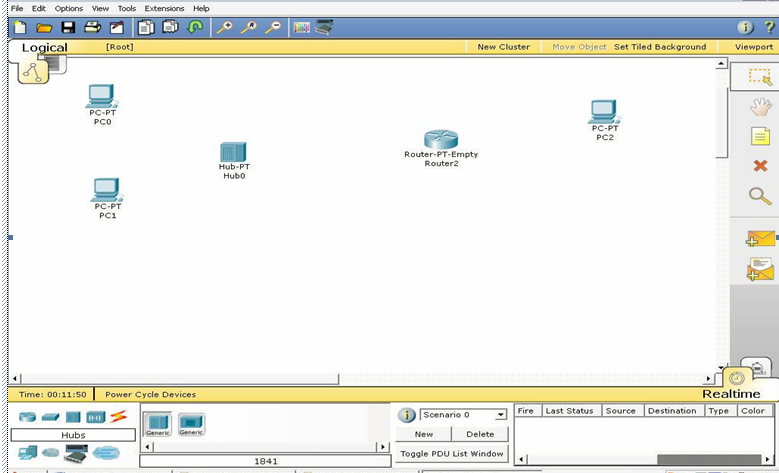 File Edit Options View Tools Extensions Help
Logical [Root] New Cluster Move Object Set Tiled Background Viewport
PC-PT
PC0
PC-PT
PC2
Router-PT-Empty
Router2
Hub-PT
Hub0
PC-PT
PC1
Realtime
Time: 00:11:50 Power Cycle Devices
Scenario 0
Fire Last Status Source Destination Type Color
Generic Generic
Hubs
New Delete
Toggle PDU List Window
1841